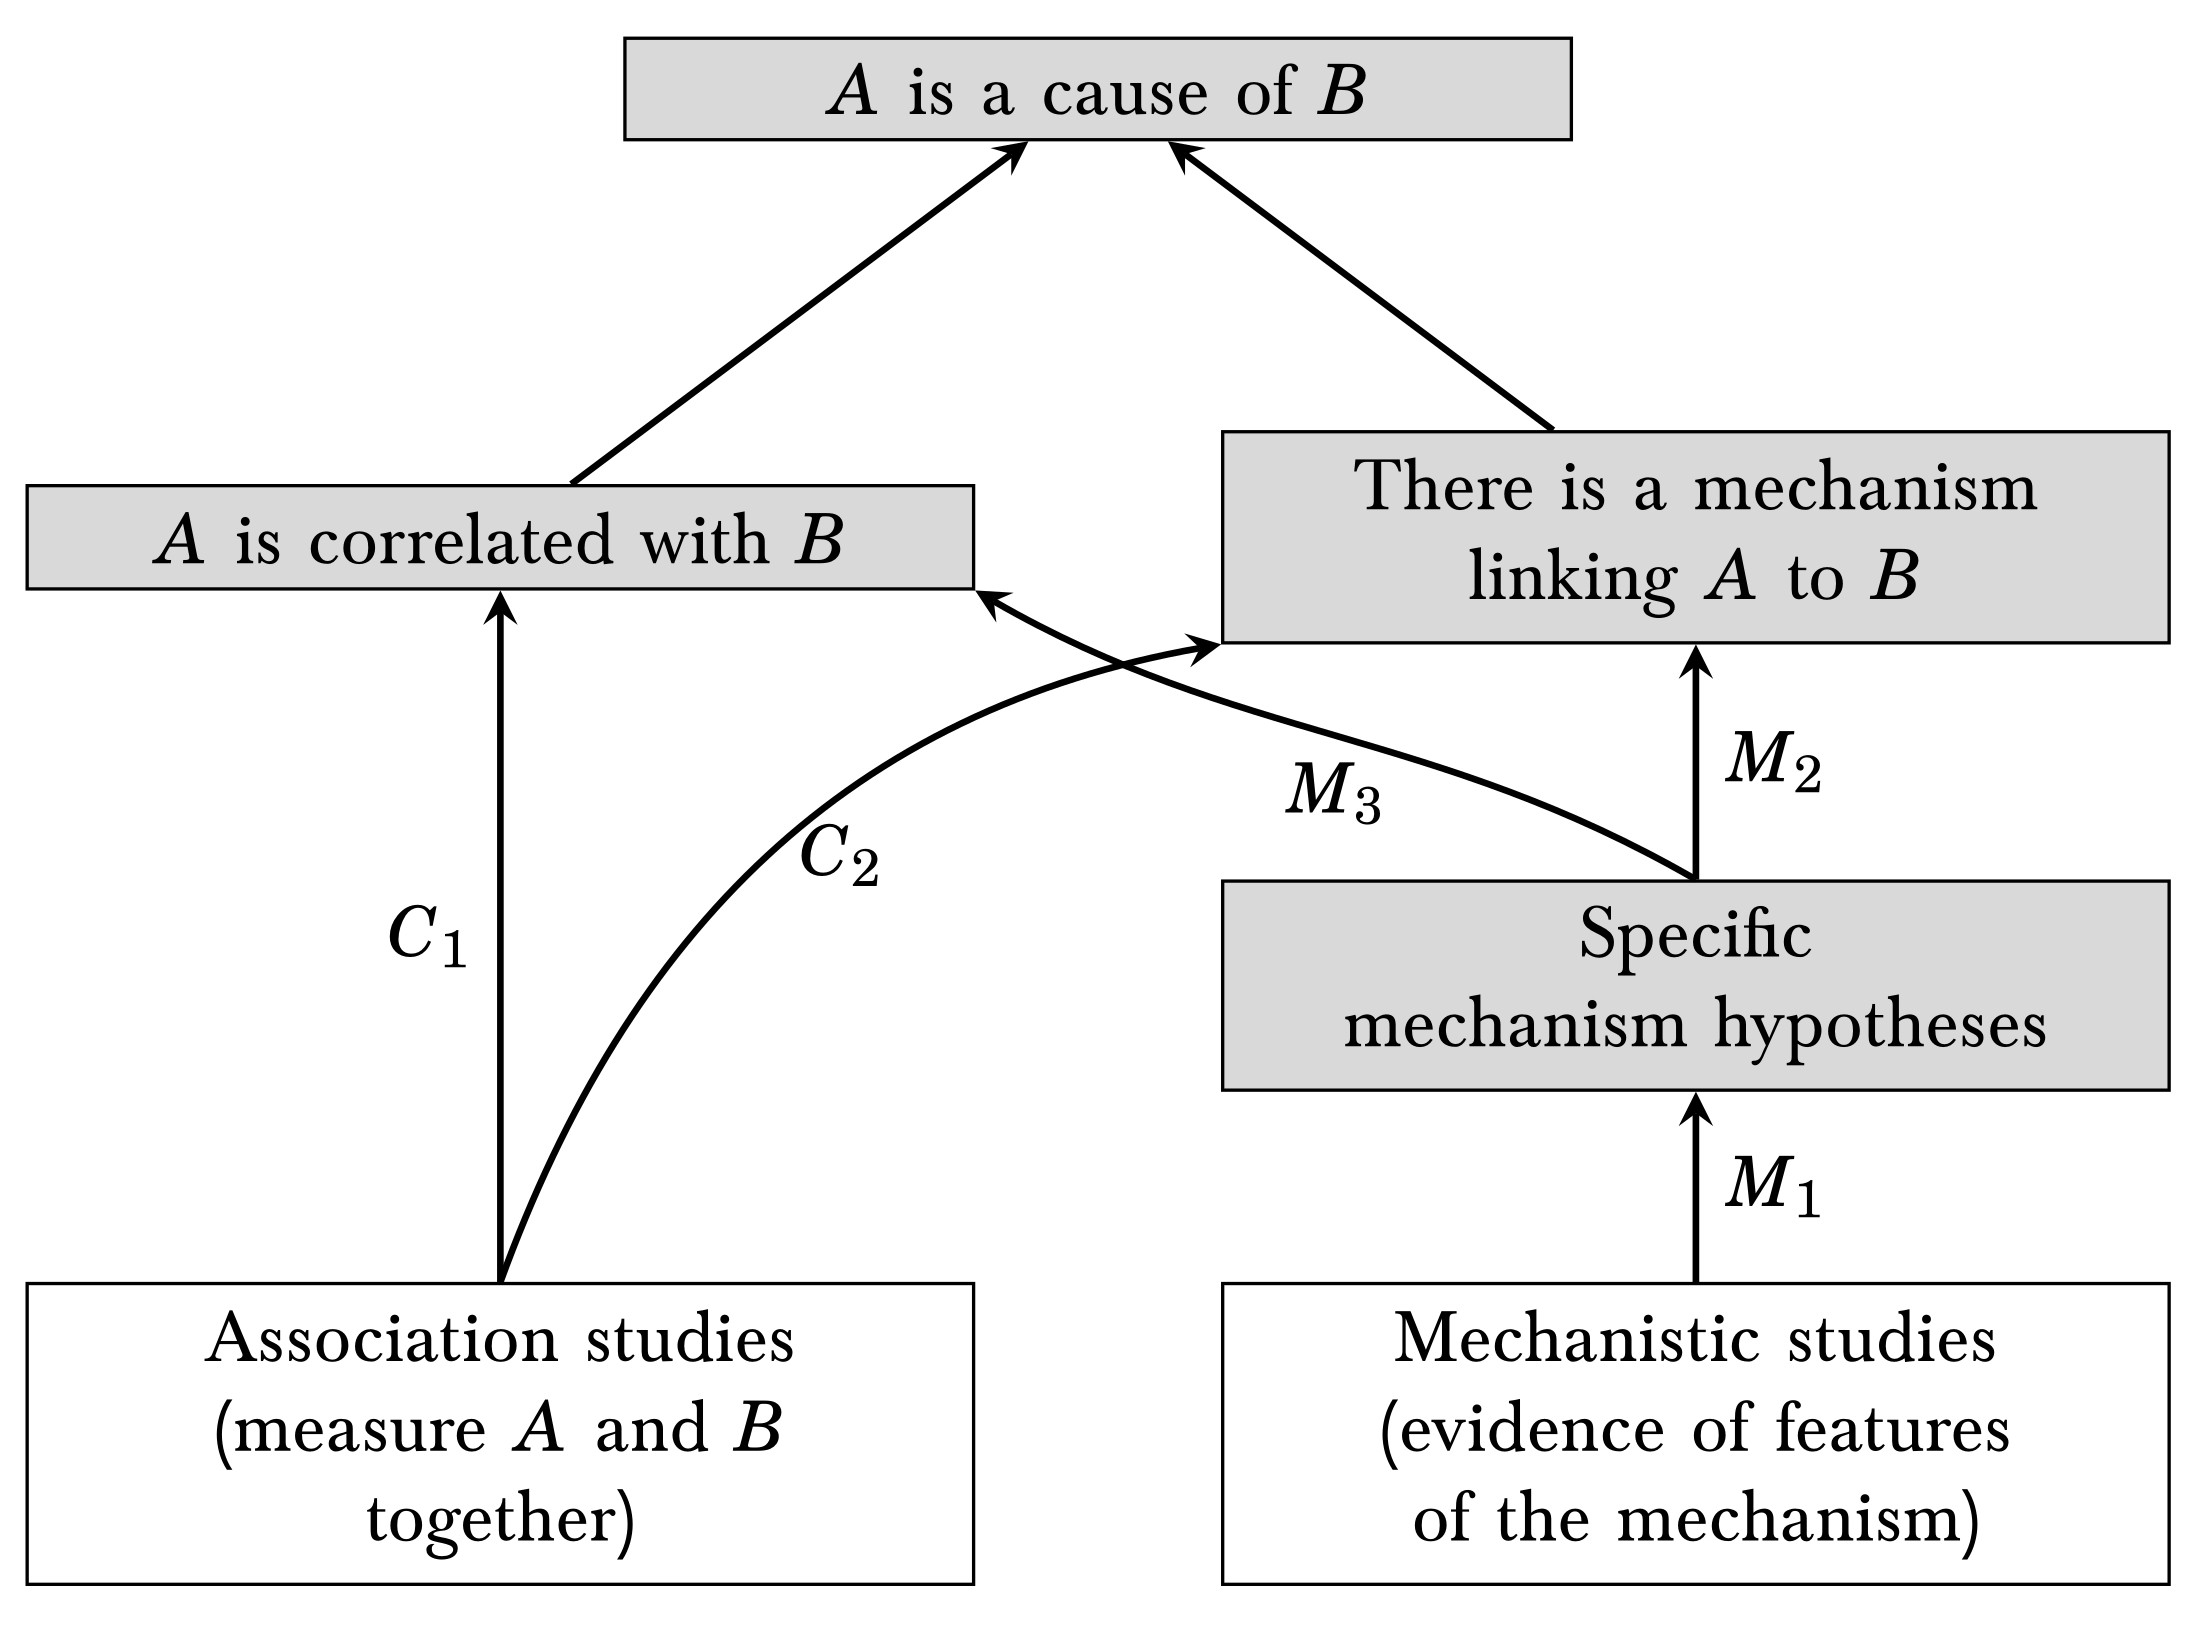 A is a cause of B
A is correlated with B
There is a mechanism
linking A to B
M₂
M₃
C₂
C₁
Specific
mechanism hypotheses
M₁
Association studies
(measure A and B
together)
Mechanistic studies
(evidence of features
of the mechanism)